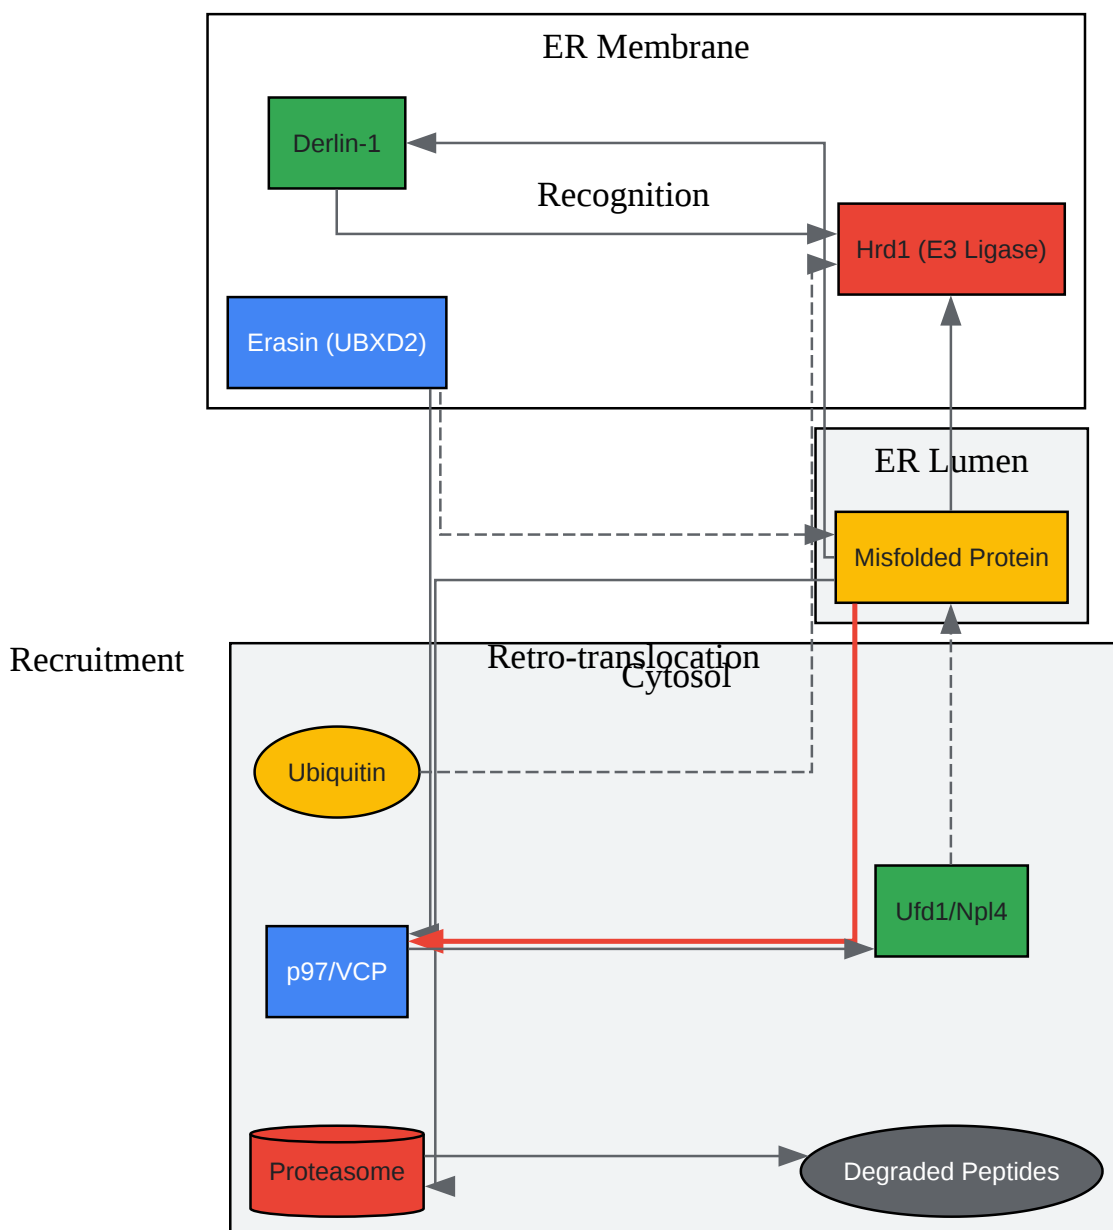 ER Membrane
Derlin-1
Recognition
Hrd1 (E3 Ligase)
Erasin (UBXD2)
ER Lumen
Misfolded Protein
Recruitment
Retro-translocation
Cytosol
Ubiquitin
Ufd1/Npl4
p97/VCP
Proteasome
Degraded Peptides